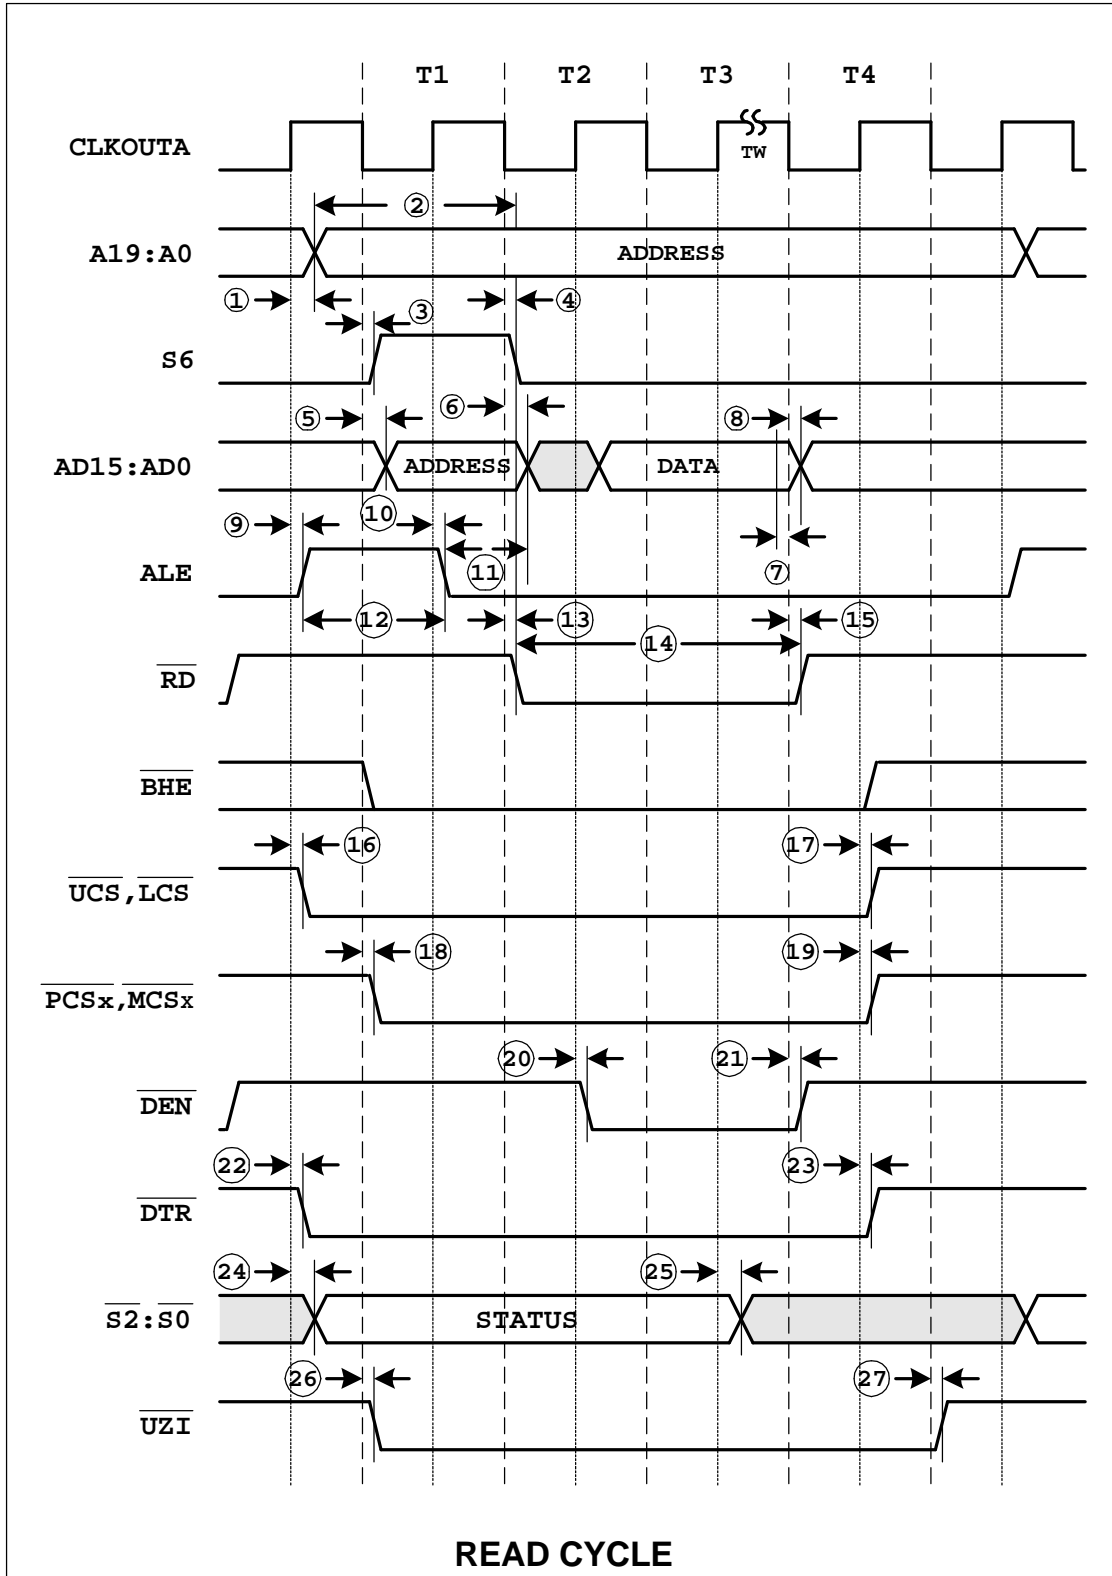 T1 T2 T3 T4
CLKOUTA
TW
②
A19:A0 ADDRESS
① ③ ④
S6
⑤ ⑥ ⑧
AD15:AD0 ADDRESS DATA
⑨ ⑩
ALE ⑪ ⑦
⑫ ⑬ ⑮
⑭
RD
BHE
⑯ ⑰
UCS,LCS
⑱ ⑲
PCSx,MCSx
⑳ ㉑
DEN
㉒ ㉓
DTR
㉔ ㉕
S2:S0 STATUS
㉖ ㉗
UZI
READ CYCLE